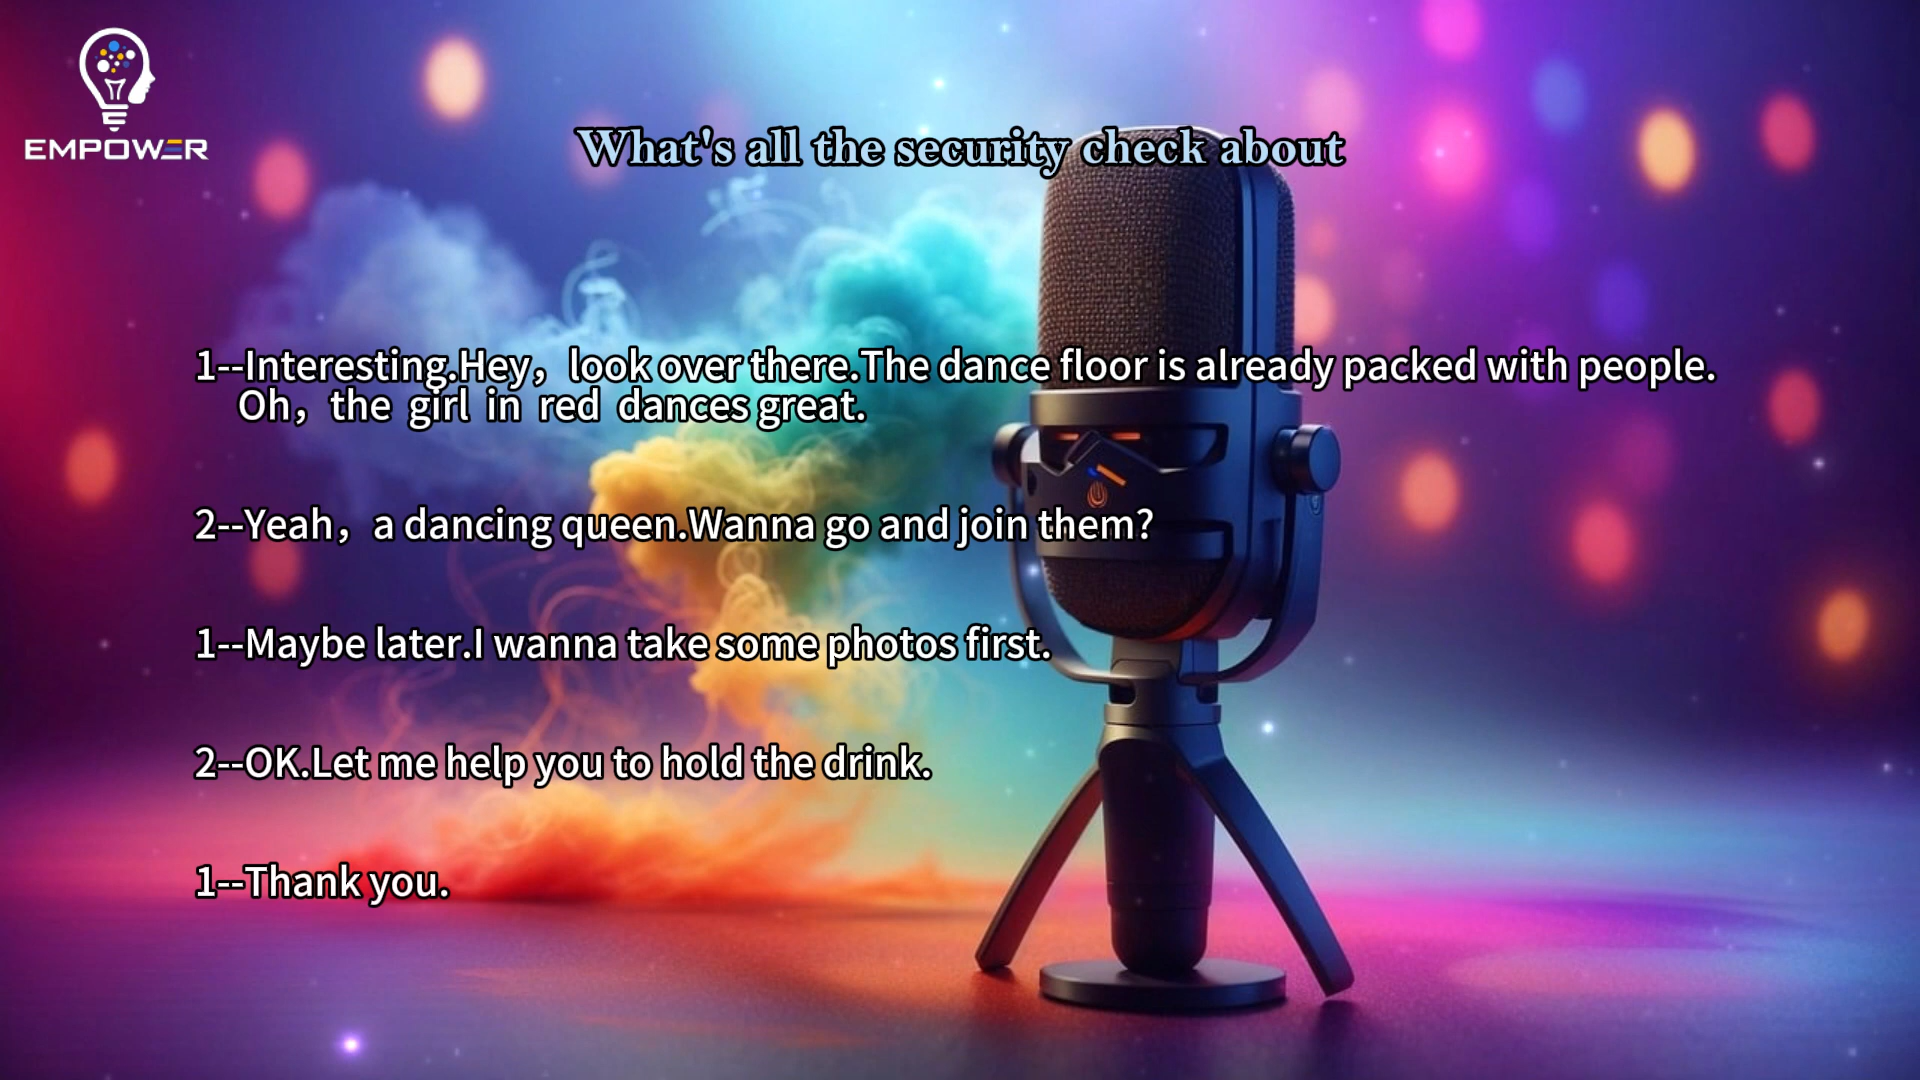 EMPOWER
What's all the security check about
1--Interesting.Hey，look over there.The dance floor is already packed with people.
Oh，the girl in red dances great.
2--Yeah，a dancing queen.Wanna go and join them?
1--Maybe later.I wanna take some photos first.
2--OK.Let me help you to hold the drink.
1--Thank you.